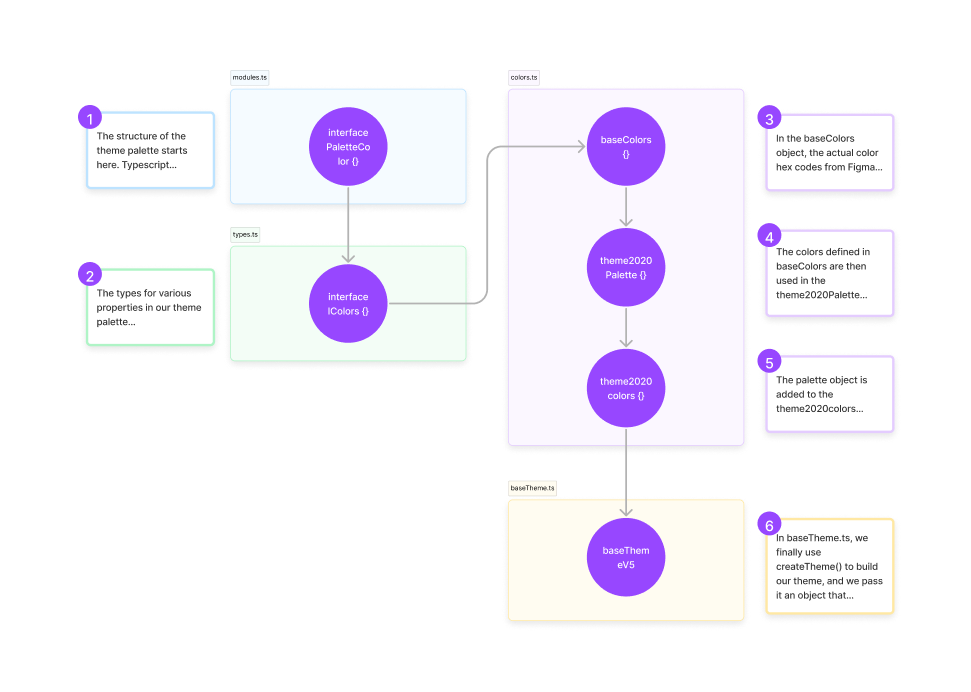 modules.ts
1
The structure of the
theme palette starts
here. Typescript...
interface
PaletteCo
lor {}
types.ts
2
The types for various
properties in our theme
palette...
interface
IColors {}
colors.ts
baseColors
{}
3
In the baseColors
object, the actual color
hex codes from Figma...
theme2020
Palette {}
4
The colors defined in
baseColors are then
used in the
theme2020Palette...
theme2020
colors {}
5
The palette object is
added to the
theme2020colors...
baseTheme.ts
baseThem
eV5
6
In baseTheme.ts, we
finally use
createTheme() to build
our theme, and we pass
it an object that...